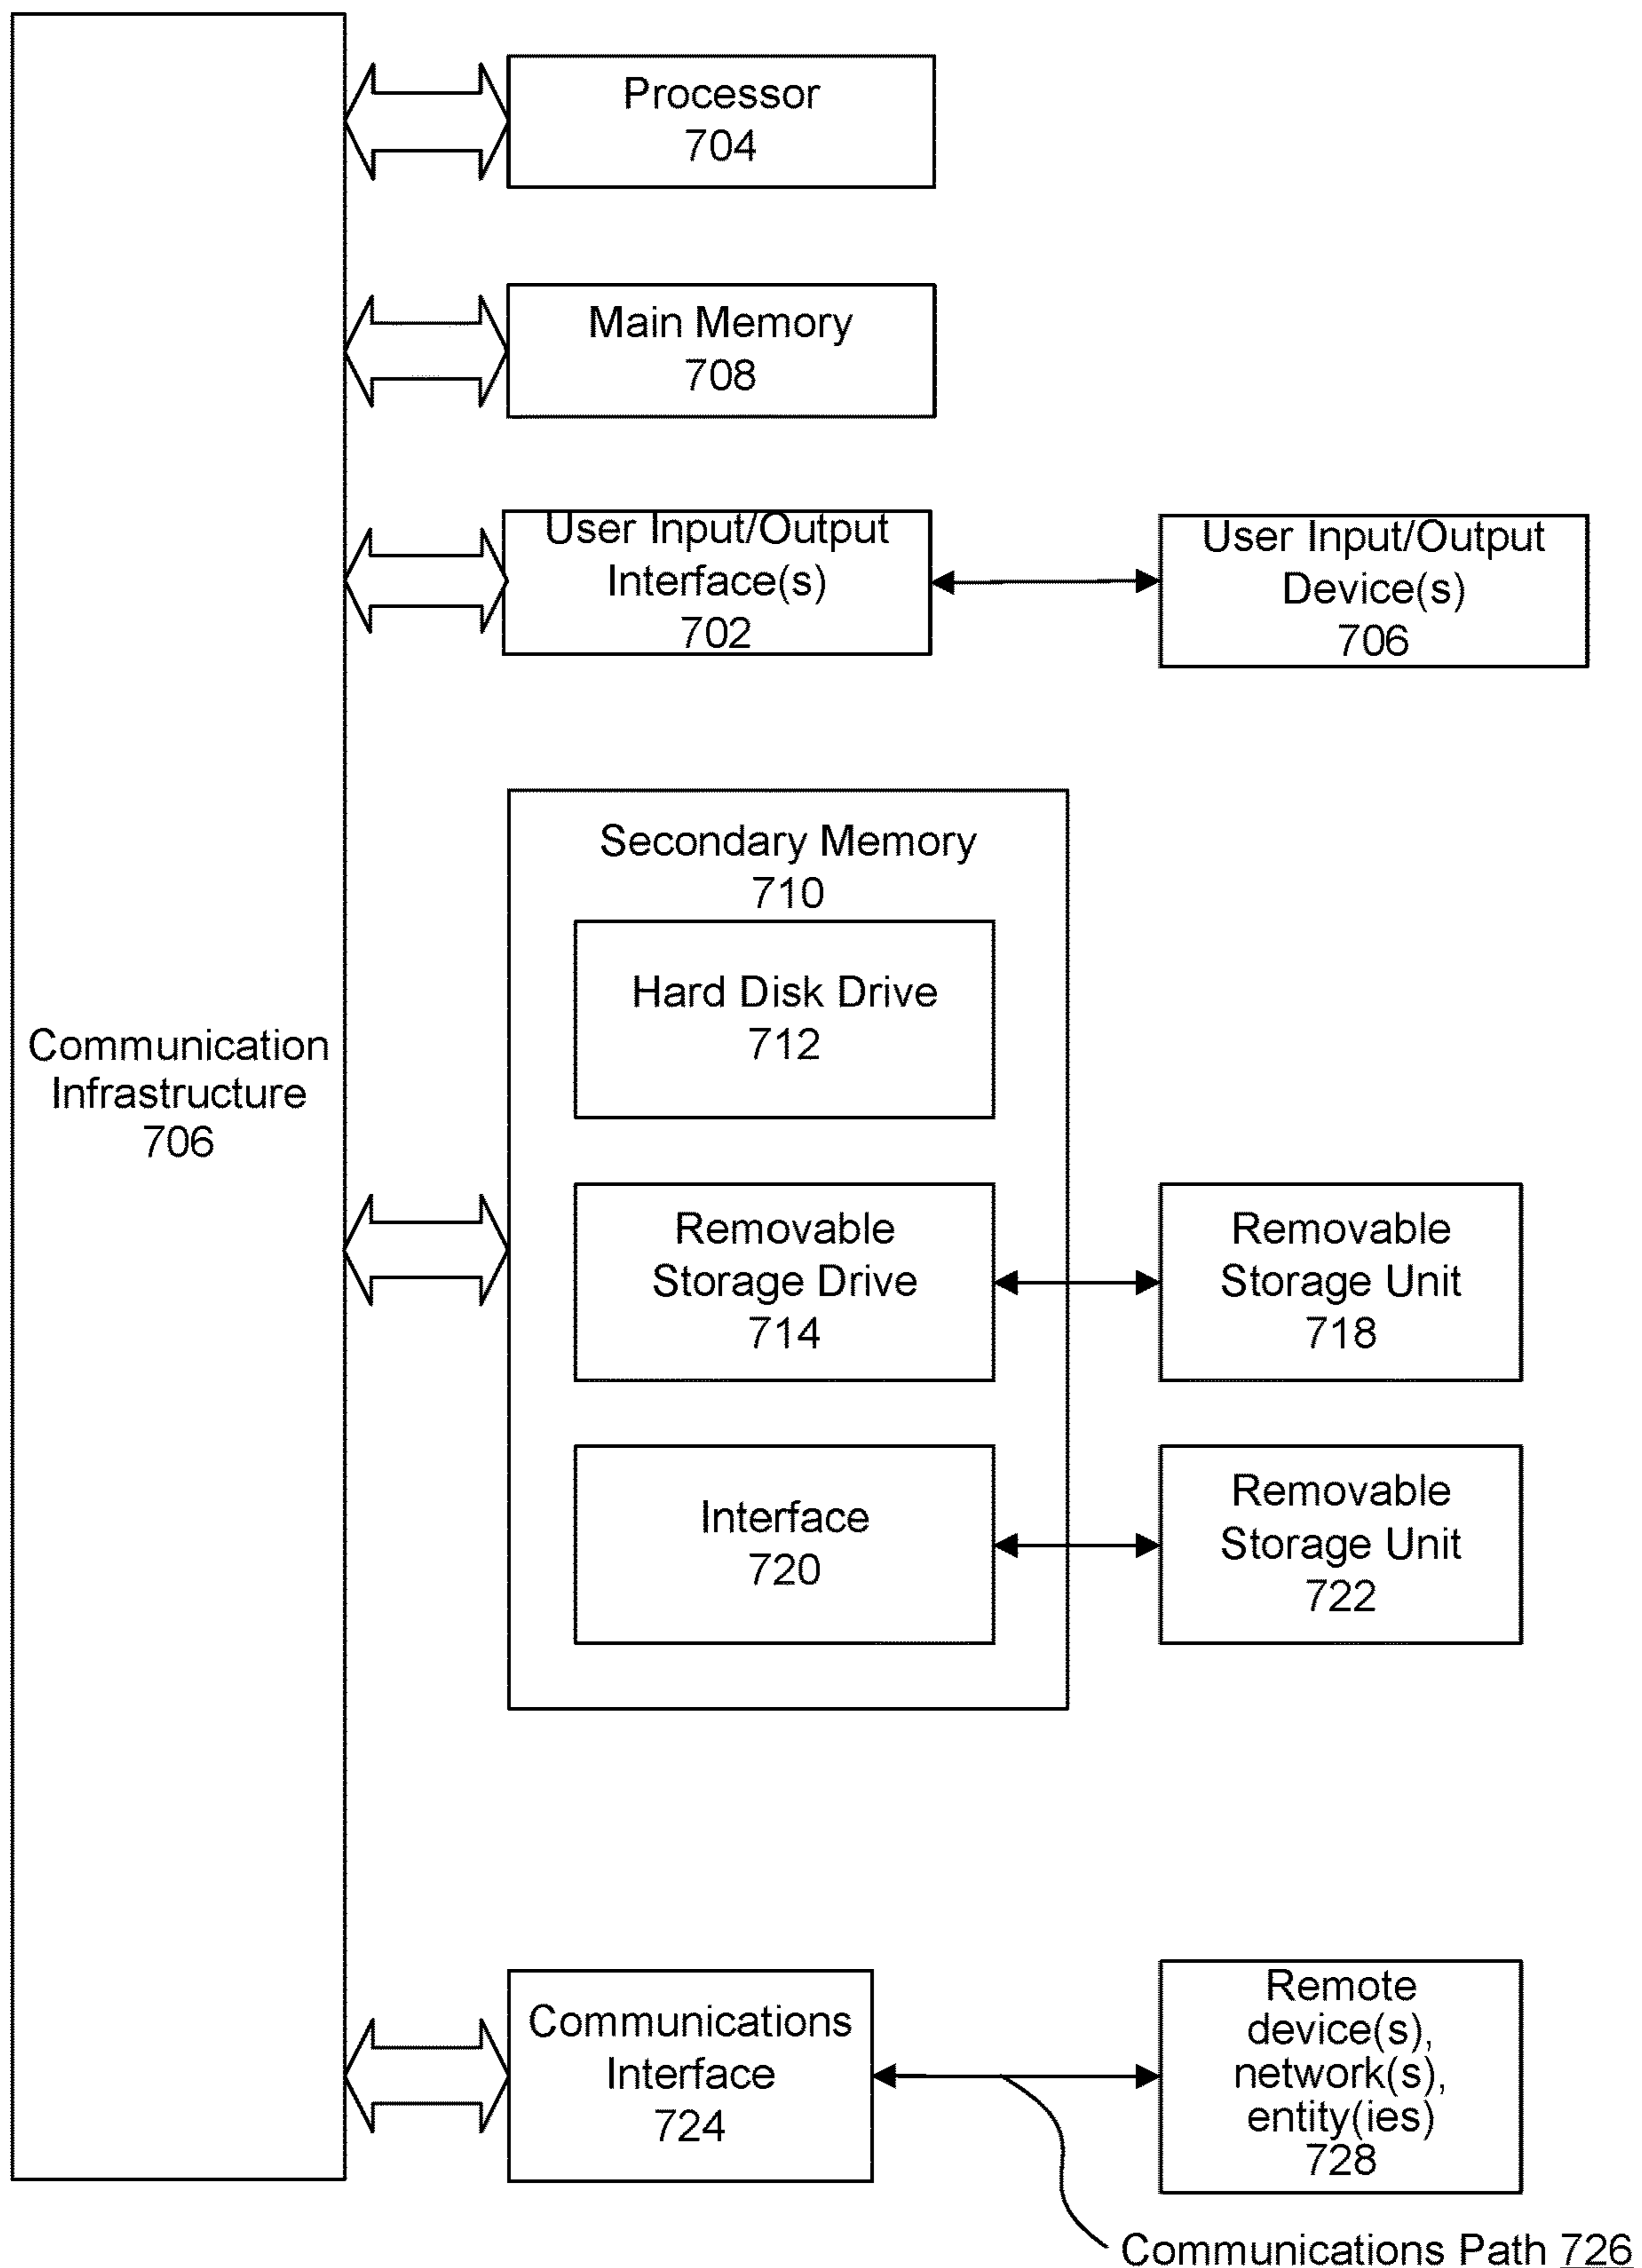 Processor
704
Main Memory
708
User Input/Output
Interface(s)
702
User Input/Output
Device(s)
706
Secondary Memory
710
Hard Disk Drive
712
Communication
Infrastructure
706
Removable
Storage Drive
714
Removable
Storage Unit
718
Interface
720
Removable
Storage Unit
722
Communications
Interface
724
Remote
device(s),
network(s),
entity(ies)
728
Communications Path 726